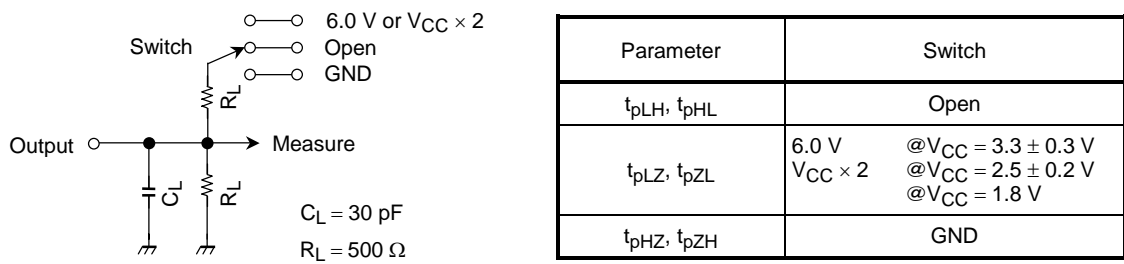 6.0 V or VCC × 2
Switch
Open
GND
RL
Output
Measure
CL
RL
CL = 30 pF
RL = 500 Ω
Parameter Switch
tpLH, tpHL Open
tpLZ, tpZL
6.0 V @VCC = 3.3 ± 0.3 V
VCC × 2 @VCC = 2.5 ± 0.2 V
@VCC = 1.8 V
tpHZ, tpZH GND